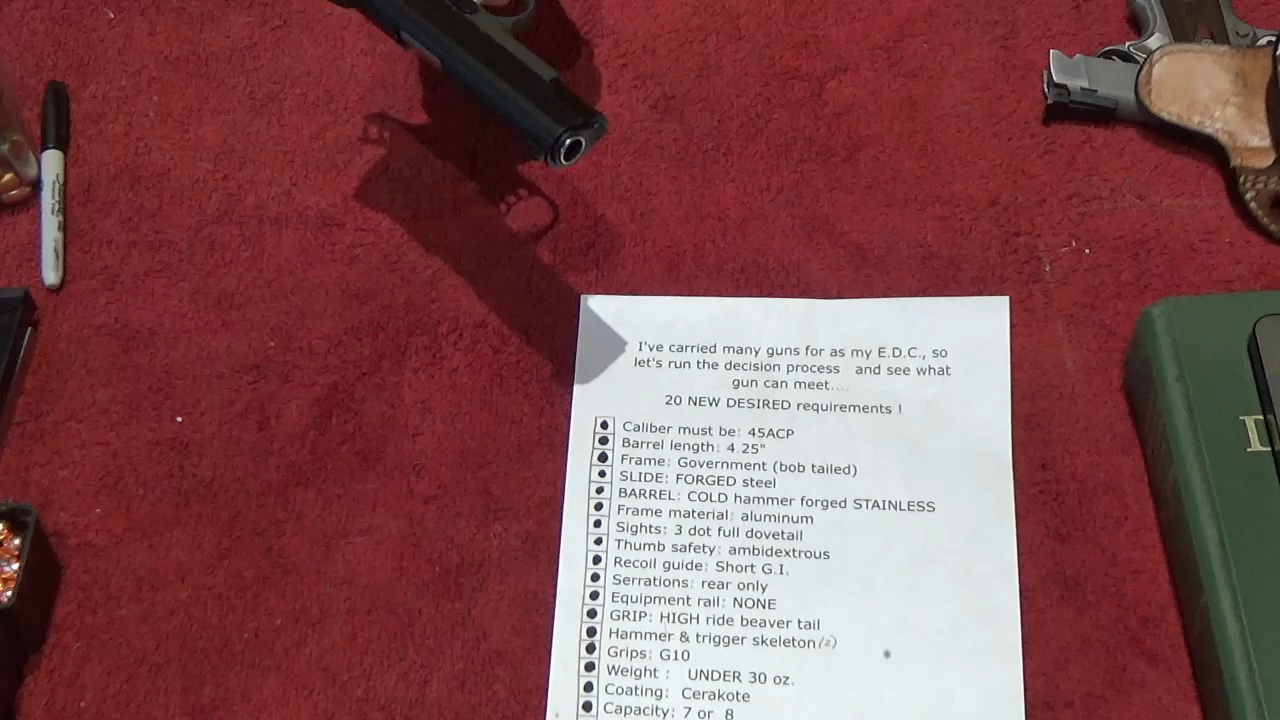 I've carried many guns for as my E.D.C., so
let's run the decision process and see what
gun can meet....
20 NEW DESIRED requirements !
Caliber must be: 45ACP
Barrel length: 4.25"
Frame: Government (bob tailed)
SLIDE: FORGED steel
BARREL: COLD hammer forged STAINLESS
Frame material: aluminum
Sights: 3 dot full dovetail
Thumb safety: ambidextrous
Recoil guide: Short G.I.
Serrations: rear only
Equipment rail: NONE
GRIP: HIGH ride beaver tail
Hammer & trigger skeleton (2)
Grips: G10
Weight : UNDER 30 oz.
Coating: Cerakote
Capacity: 7 or 8